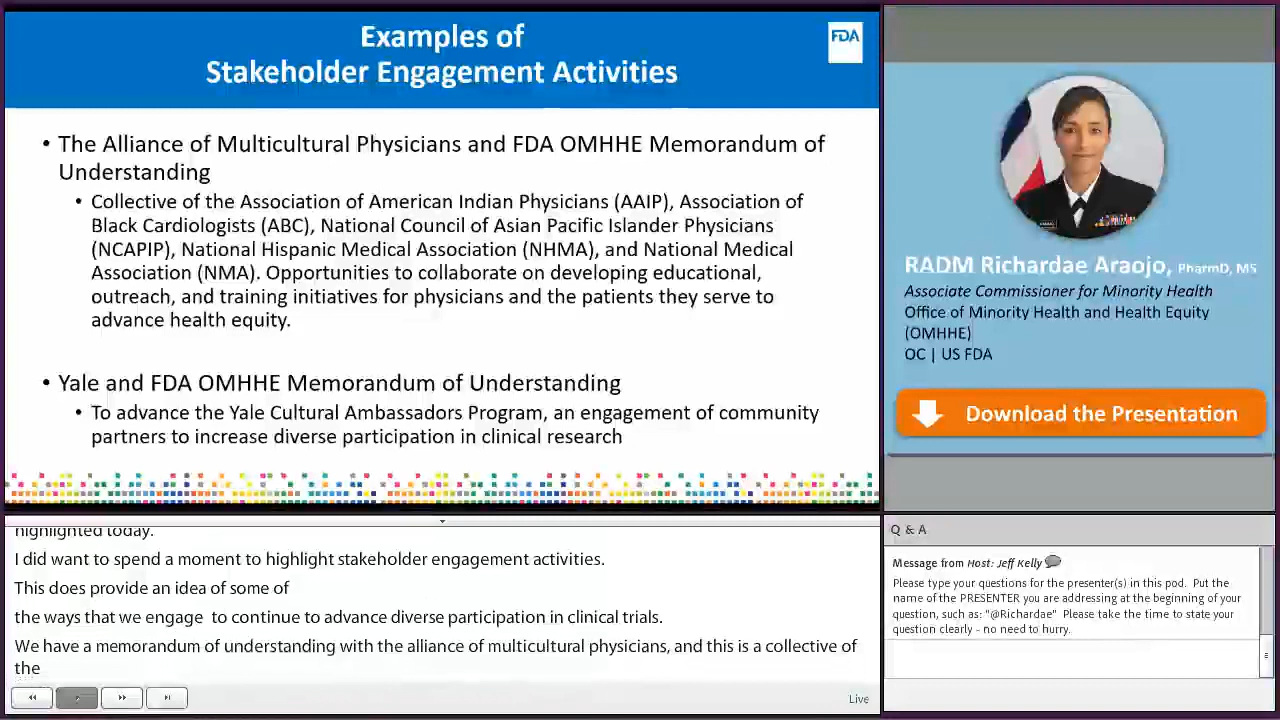 Examples of
Stakeholder Engagement Activities
FDA
• The Alliance of Multicultural Physicians and FDA OMHHE Memorandum of
Understanding
• Collective of the Association of American Indian Physicians (AAIP), Association of
Black Cardiologists (ABC), National Council of Asian Pacific Islander Physicians
(NCAPIP), National Hispanic Medical Association (NHMA), and National Medical
Association (NMA). Opportunities to collaborate on developing educational,
outreach, and training initiatives for physicians and the patients they serve to
advance health equity.
• Yale and FDA OMHHE Memorandum of Understanding
• To advance the Yale Cultural Ambassadors Program, an engagement of community
partners to increase diverse participation in clinical research
RADM Richardae Araojo, PharmD, MS
Associate Commissioner for Minority Health
Office of Minority Health and Health Equity
(OMHHE)
OC | US FDA
Download the Presentation
highlighted today.
I did want to spend a moment to highlight stakeholder engagement activities.
This does provide an idea of some of
the ways that we engage  to continue to advance diverse participation in clinical trials.
We have a memorandum of understanding with the alliance of multicultural physicians, and this is a collective of
the
Live
Q & A
Message from Host: Jeff Kelly
Please type your questions for the presenter(s) in this pod.  Put the
name of the PRESENTER you are addressing at the beginning of your
question, such as: "@Richardae"  Please take the time to state your
question clearly - no need to hurry.